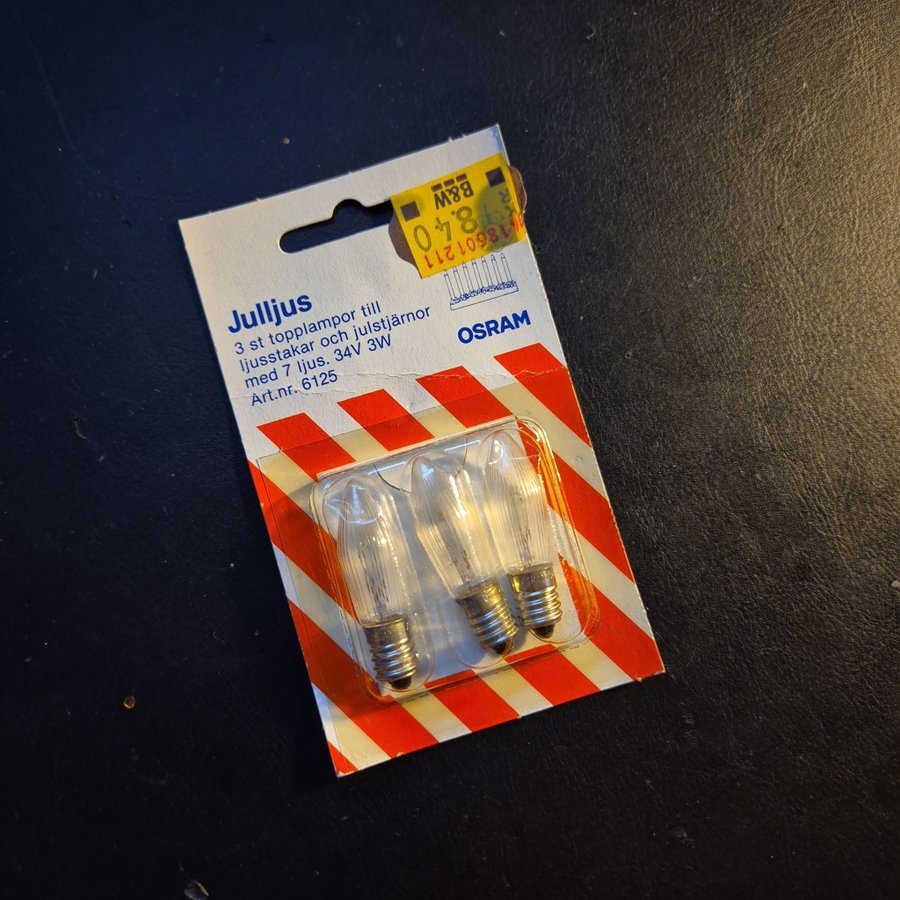 B&W
8.40
418601211
Julljus
3 st topplampor till
ljusstakar och julstjärnor
med 7 ljus. 34V 3W
Art.nr. 6125
OSRAM